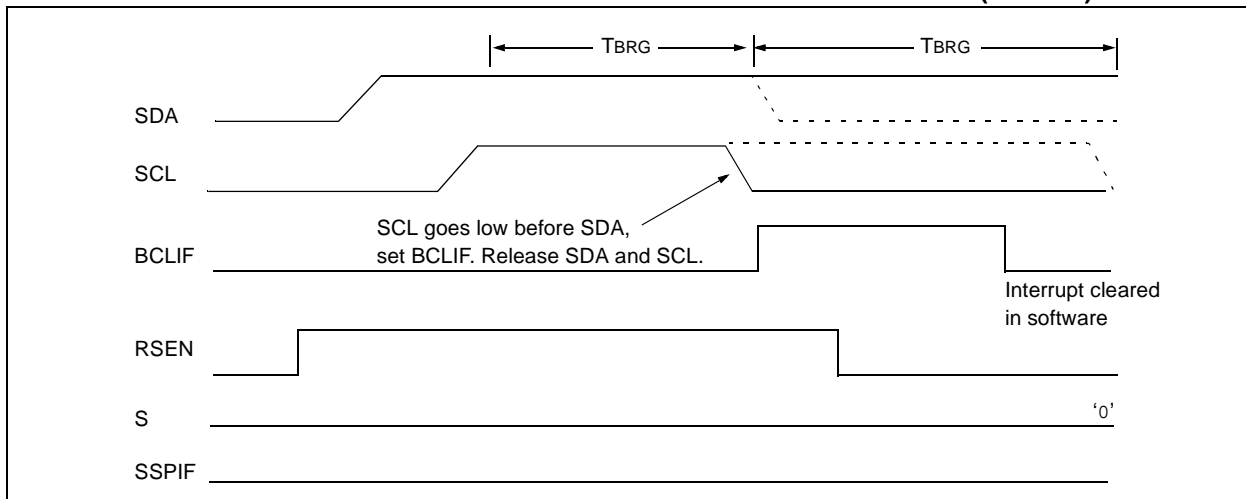 TBRG TBRG
SDA
SCL
SCL goes low before SDA,
set BCLIF. Release SDA and SCL.
BCLIF
Interrupt cleared
in software
RSEN
S
‘0’
SSPIF